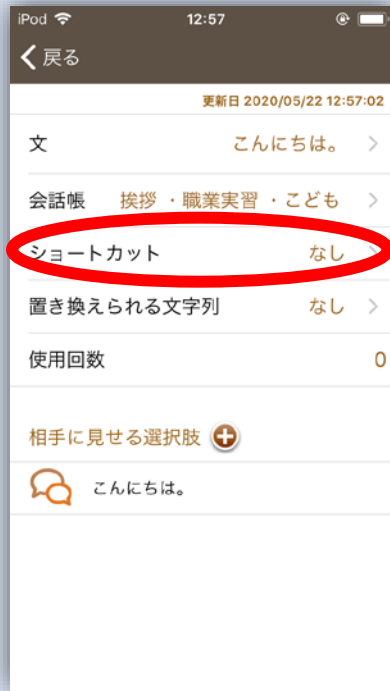 iPod 12:57
戻る
更新日 2020/05/22 12:57:02
文 こんにちは。
会話帳 挨拶 ・職業実習 ・こども
ショートカット なし
置き換えられる文字列 なし
使用回数 0
相手に見せる選択肢
こんにちは。